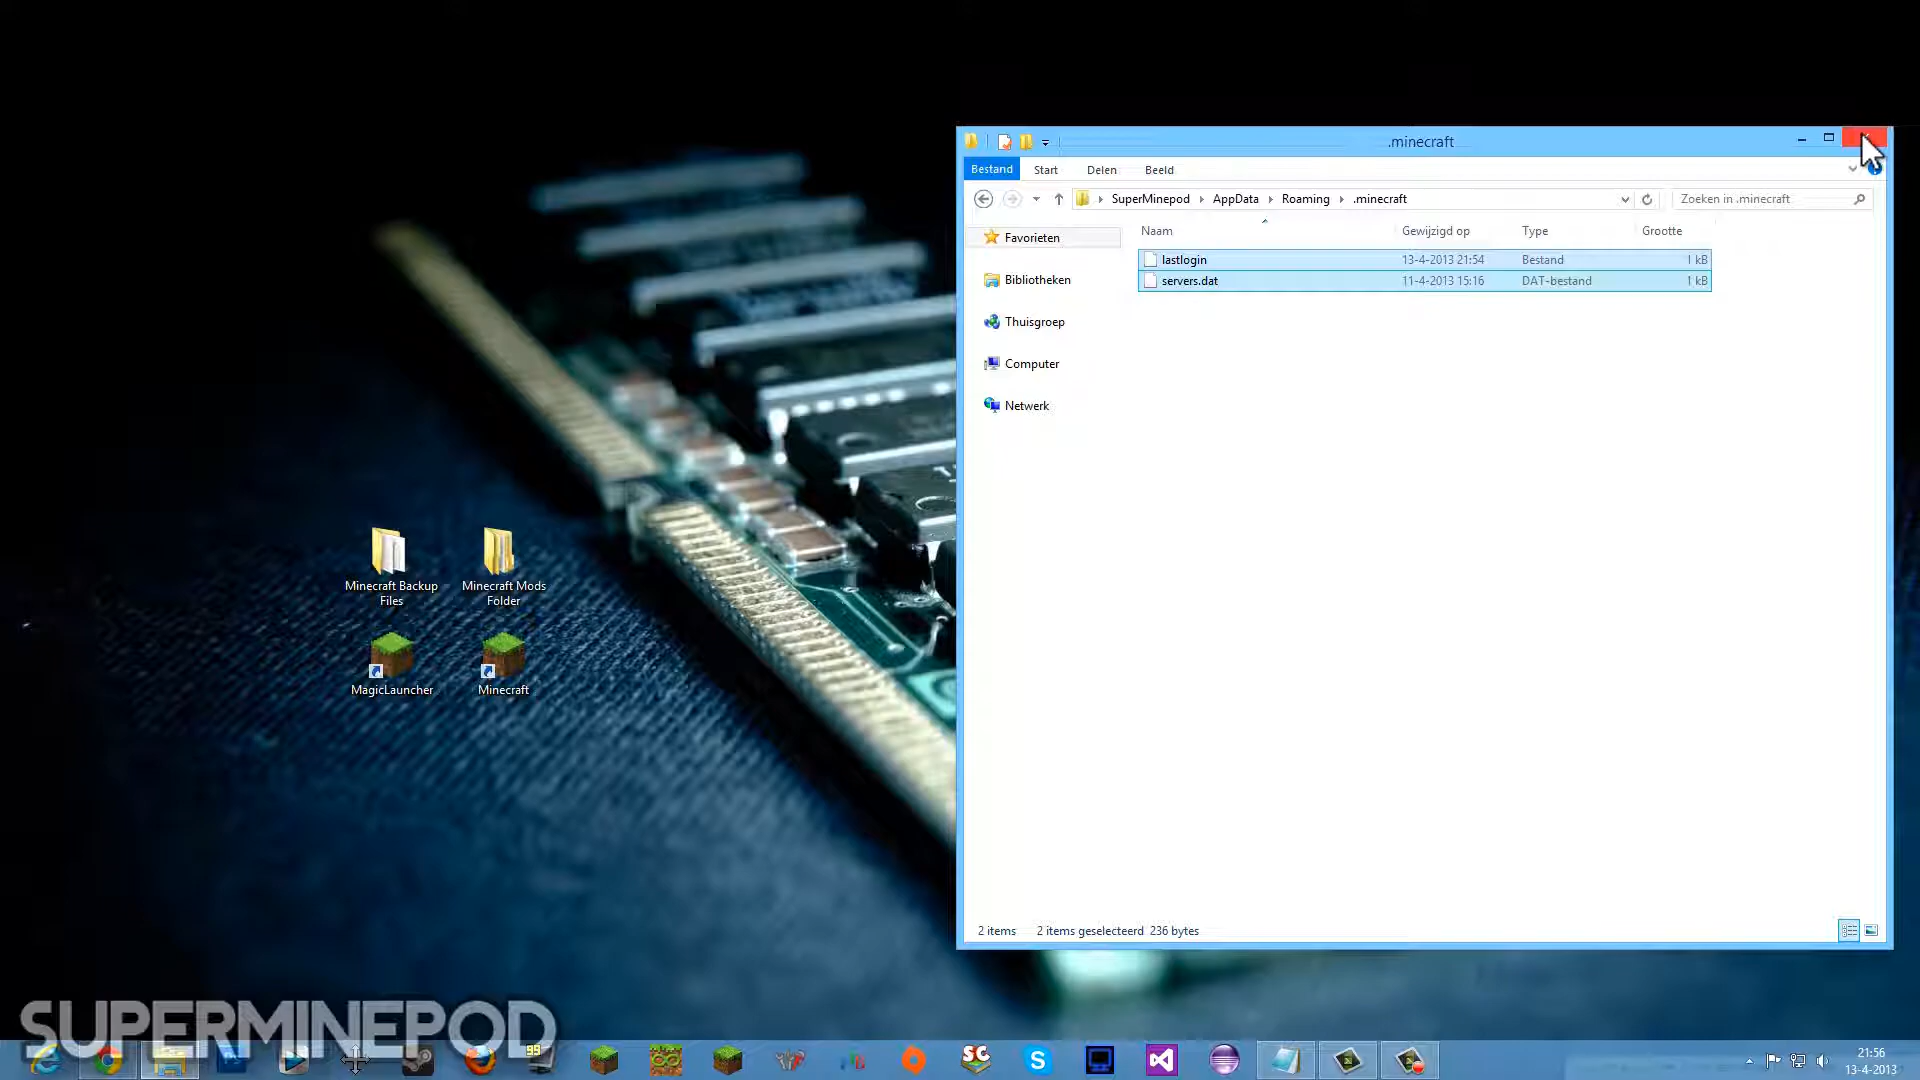 .minecraft
Bestand Start Delen Beeld
SuperMinepod AppData Roaming .minecraft
Zoeken in .minecraft
Naam Gewijzigd op Type Grootte
Favorieten
lastlogin 13-4-2013 21:54 Bestand 1 kB
servers.dat 11-4-2013 15:16 DAT-bestand 1 kB
Bibliotheken
Thuisgroep
Computer
Netwerk
Minecraft Backup
Files
Minecraft Mods
Folder
MagicLauncher
Minecraft
2 items 2 items geselecteerd 236 bytes
SUPERMINEPOD
99
SC
S
21:56
13-4-2013